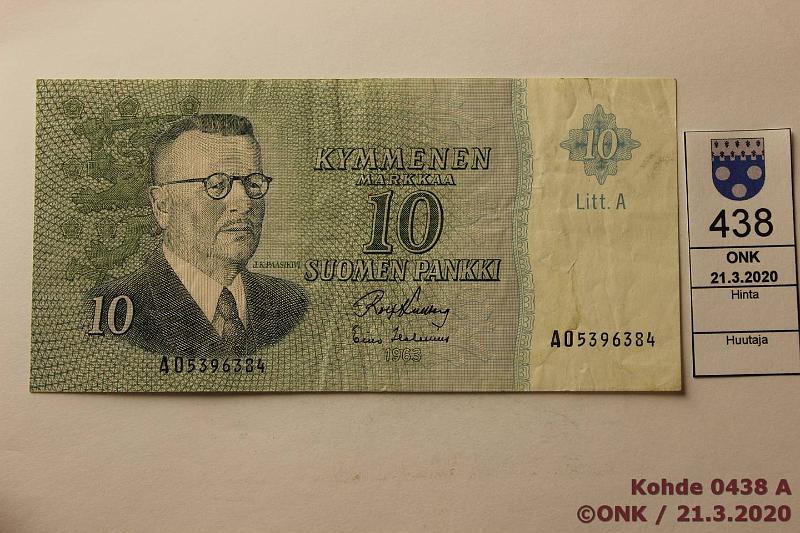 KYMMENEN
MARKKAA
10
SUOMEN PANKKI
J.K.PAASIKIVI
10
A05396384
1963
10
Litt. A
A05396384
438
ONK
21.3.2020
Hinta
Huutaja
Kohde 0438 A
©ONK / 21.3.2020